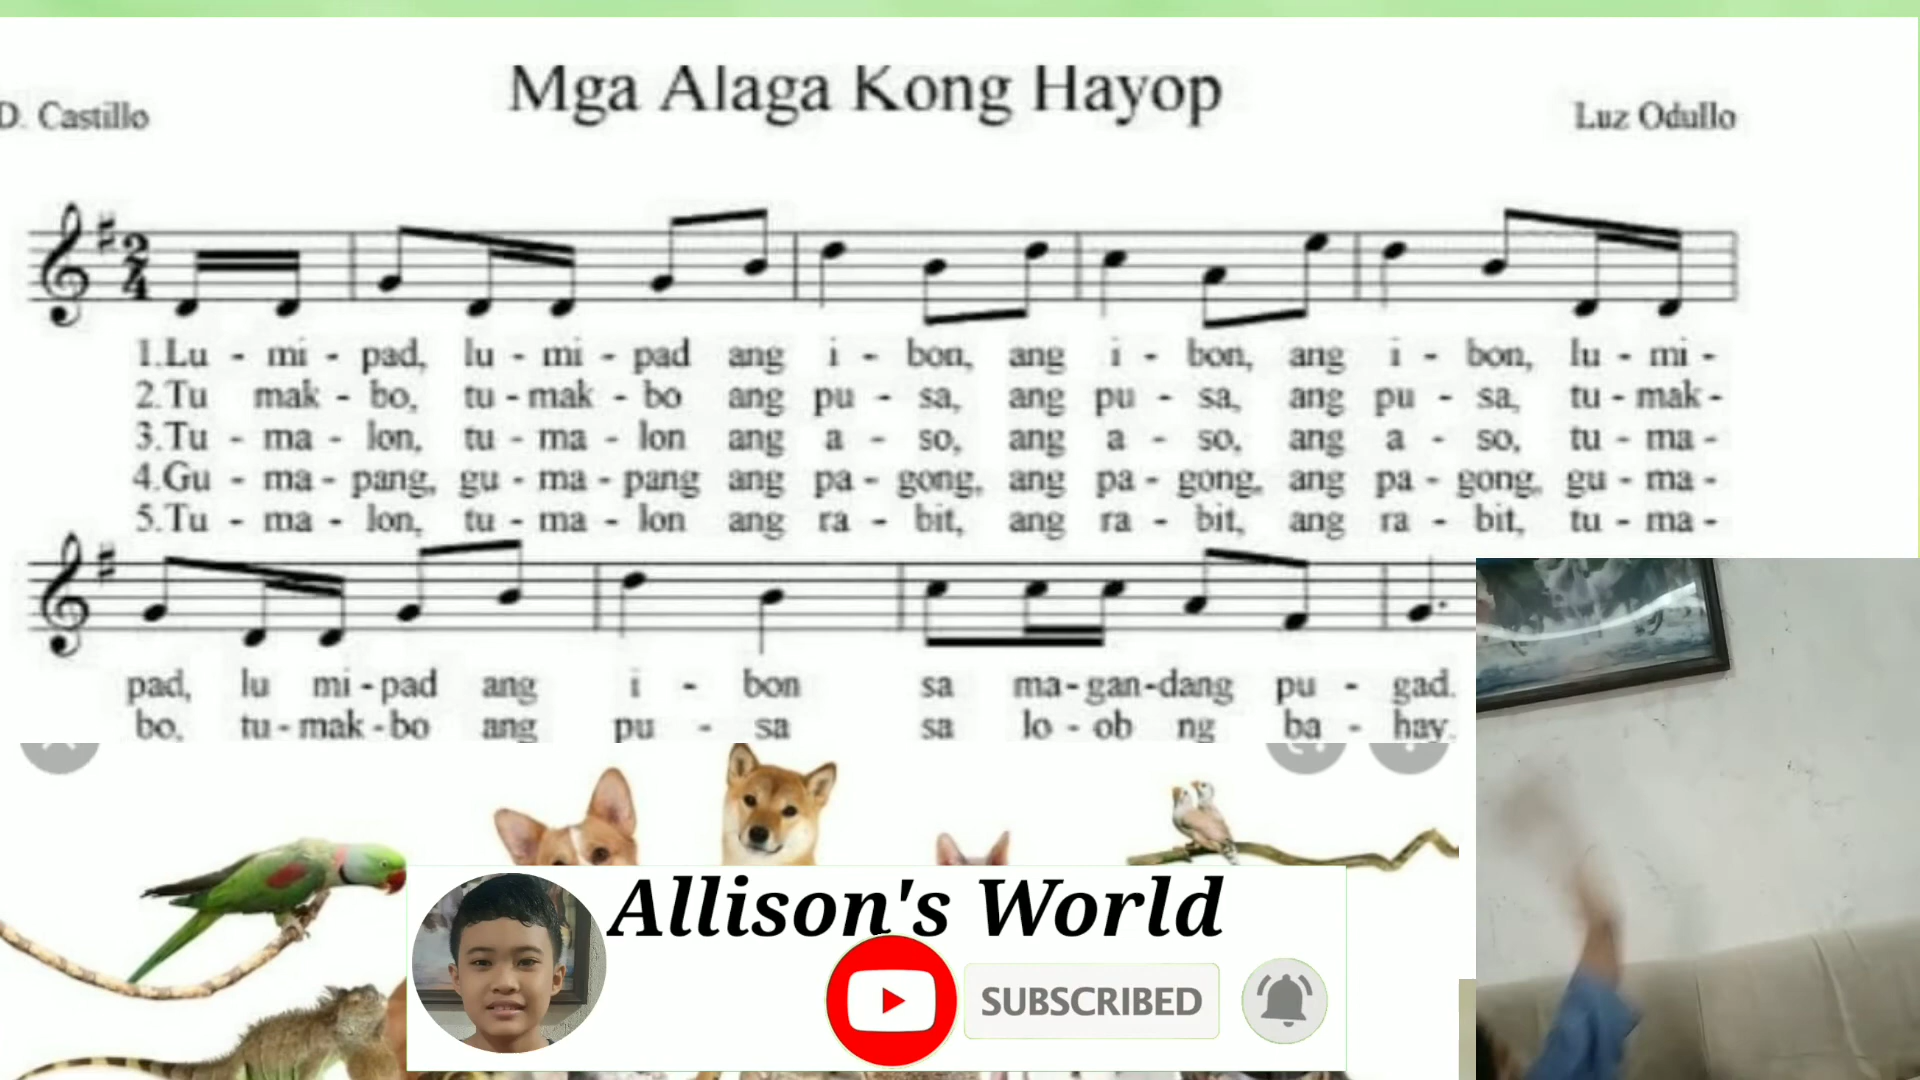 Mga Alaga Kong Hayop
D. Castillo
Luz Odullo
2
4
1.Lu - mi - pad, lu - mi - pad ang i - bon, ang i - bon, ang i - bon, lu - mi -
2.Tu mak - bo, tu - mak - bo ang pu - sa, ang pu - sa, ang pu - sa, tu - mak -
3.Tu - ma - lon, tu - ma - lon ang a - so, ang a - so, ang a - so, tu - ma -
4.Gu - ma - pang, gu - ma - pang ang pa - gong, ang pa - gong, ang pa - gong, gu - ma -
5.Tu - ma - lon, tu - ma - lon ang ra - bit, ang ra - bit, ang ra - bit, tu - ma -
pad, lu mi - pad ang i - bon sa ma - gan - dang pu - gad.
bo, tu - mak - bo ang pu - sa sa lo - ob ng ba - hay.
Allison's World
SUBSCRIBED